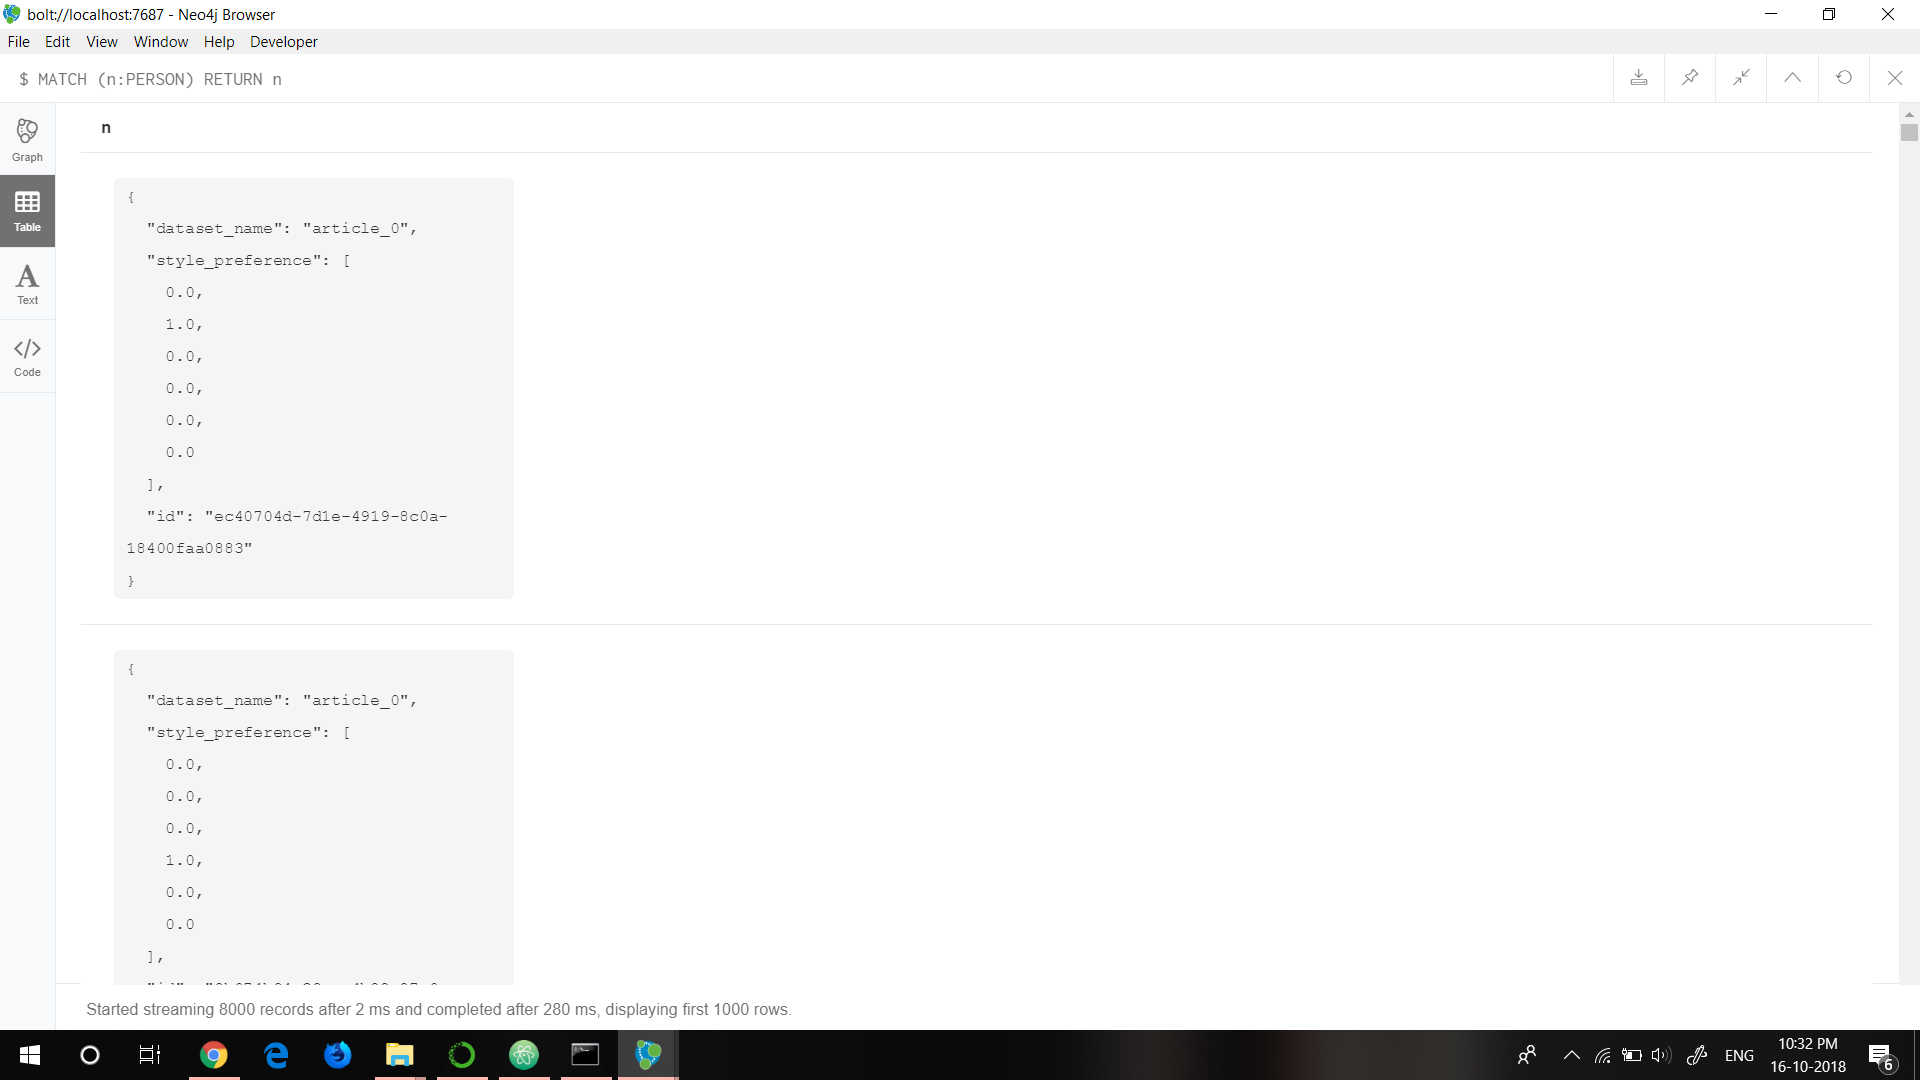 bolt://localhost:7687 - Neo4j Browser
File Edit View Window Help Developer
$ MATCH (n:PERSON) RETURN n
Graph
Table
Text
Code
n
{
"dataset_name": "article_0",
"style_preference": [
0.0,
1.0,
0.0,
0.0,
0.0,
0.0
],
"id": "ec40704d-7d1e-4919-8c0a-
18400faa0883"
}
{
"dataset_name": "article_0",
"style_preference": [
0.0,
0.0,
0.0,
1.0,
0.0,
0.0
],
Started streaming 8000 records after 2 ms and completed after 280 ms, displaying first 1000 rows.
ENG
10:32 PM
16-10-2018
6